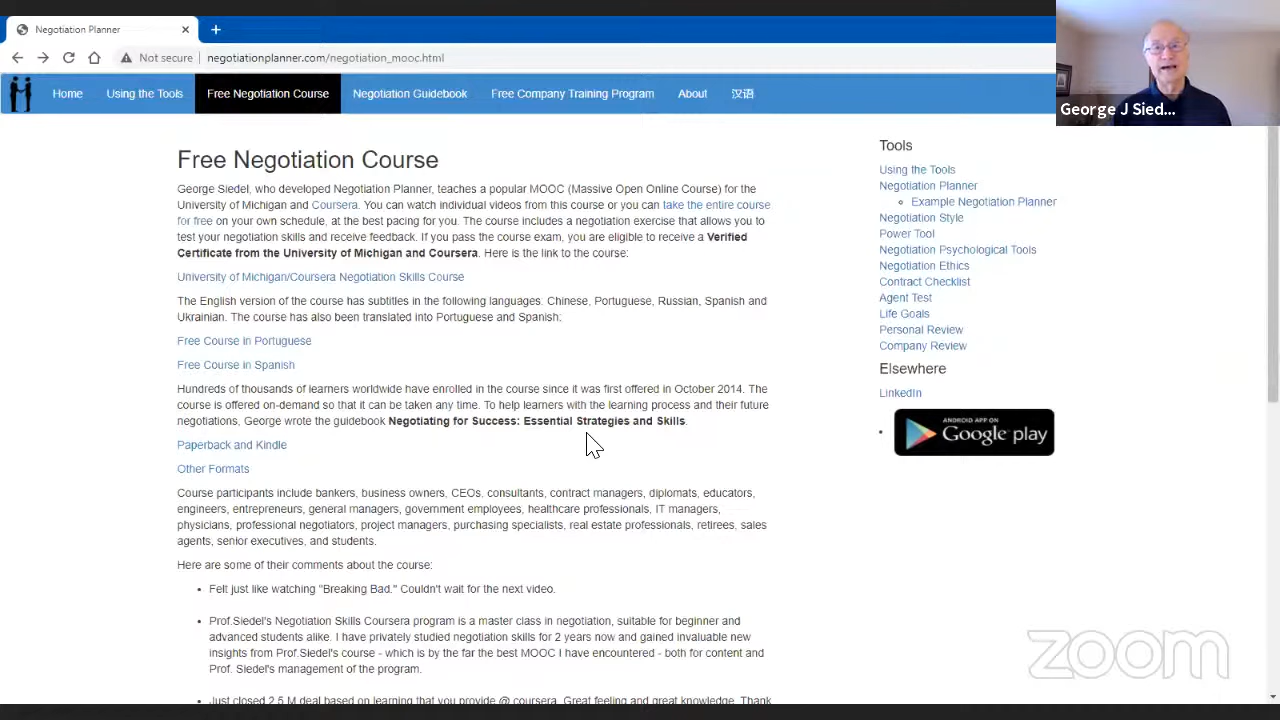 Negotiation Planner
Not secure
negotiationplanner.com/negotiation_mooc.html
Home
Using the Tools
Free Negotiation Course
Negotiation Guidebook
Free Company Training Program
About
汉语
George J Sied...
Free Negotiation Course
George Siedel, who developed Negotiation Planner, teaches a popular MOOC (Massive Open Online Course) for the
University of Michigan and Coursera. You can watch individual videos from this course or you can take the entire course
for free on your own schedule, at the best pacing for you. The course includes a negotiation exercise that allows you to
test your negotiation skills and receive feedback. If you pass the course exam, you are eligible to receive a Verified
Certificate from the University of Michigan and Coursera. Here is the link to the course:
University of Michigan/Coursera Negotiation Skills Course
The English version of the course has subtitles in the following languages: Chinese, Portuguese, Russian, Spanish and
Ukrainian. The course has also been translated into Portuguese and Spanish:
Free Course in Portuguese
Free Course in Spanish
Hundreds of thousands of learners worldwide have enrolled in the course since it was first offered in October 2014. The
course is offered on-demand so that it can be taken any time. To help learners with the learning process and their future
negotiations, George wrote the guidebook Negotiating for Success: Essential Strategies and Skills.
Paperback and Kindle
Other Formats
Course participants include bankers, business owners, CEOs, consultants, contract managers, diplomats, educators,
engineers, entrepreneurs, general managers, government employees, healthcare professionals, IT managers,
physicians, professional negotiators, project managers, purchasing specialists, real estate professionals, retirees, sales
agents, senior executives, and students.
Here are some of their comments about the course:
Felt just like watching "Breaking Bad." Couldn't wait for the next video.
Prof.Siedel's Negotiation Skills Coursera program is a master class in negotiation, suitable for beginner and
advanced students alike. I have privately studied negotiation skills for 2 years now and gained invaluable new
insights from Prof.Siedel's course - which is by the far the best MOOC I have encountered - both for content and
Prof. Siedel's management of the program.
Just closed 2.5 M deal based on learning that you provide @ coursera. Great feeling and great knowledge. Thank
Tools
Using the Tools
Negotiation Planner
Example Negotiation Planner
Negotiation Style
Power Tool
Negotiation Psychological Tools
Negotiation Ethics
Contract Checklist
Agent Test
Life Goals
Personal Review
Company Review
Elsewhere
LinkedIn
ANDROID APP ON
Google play
zoom